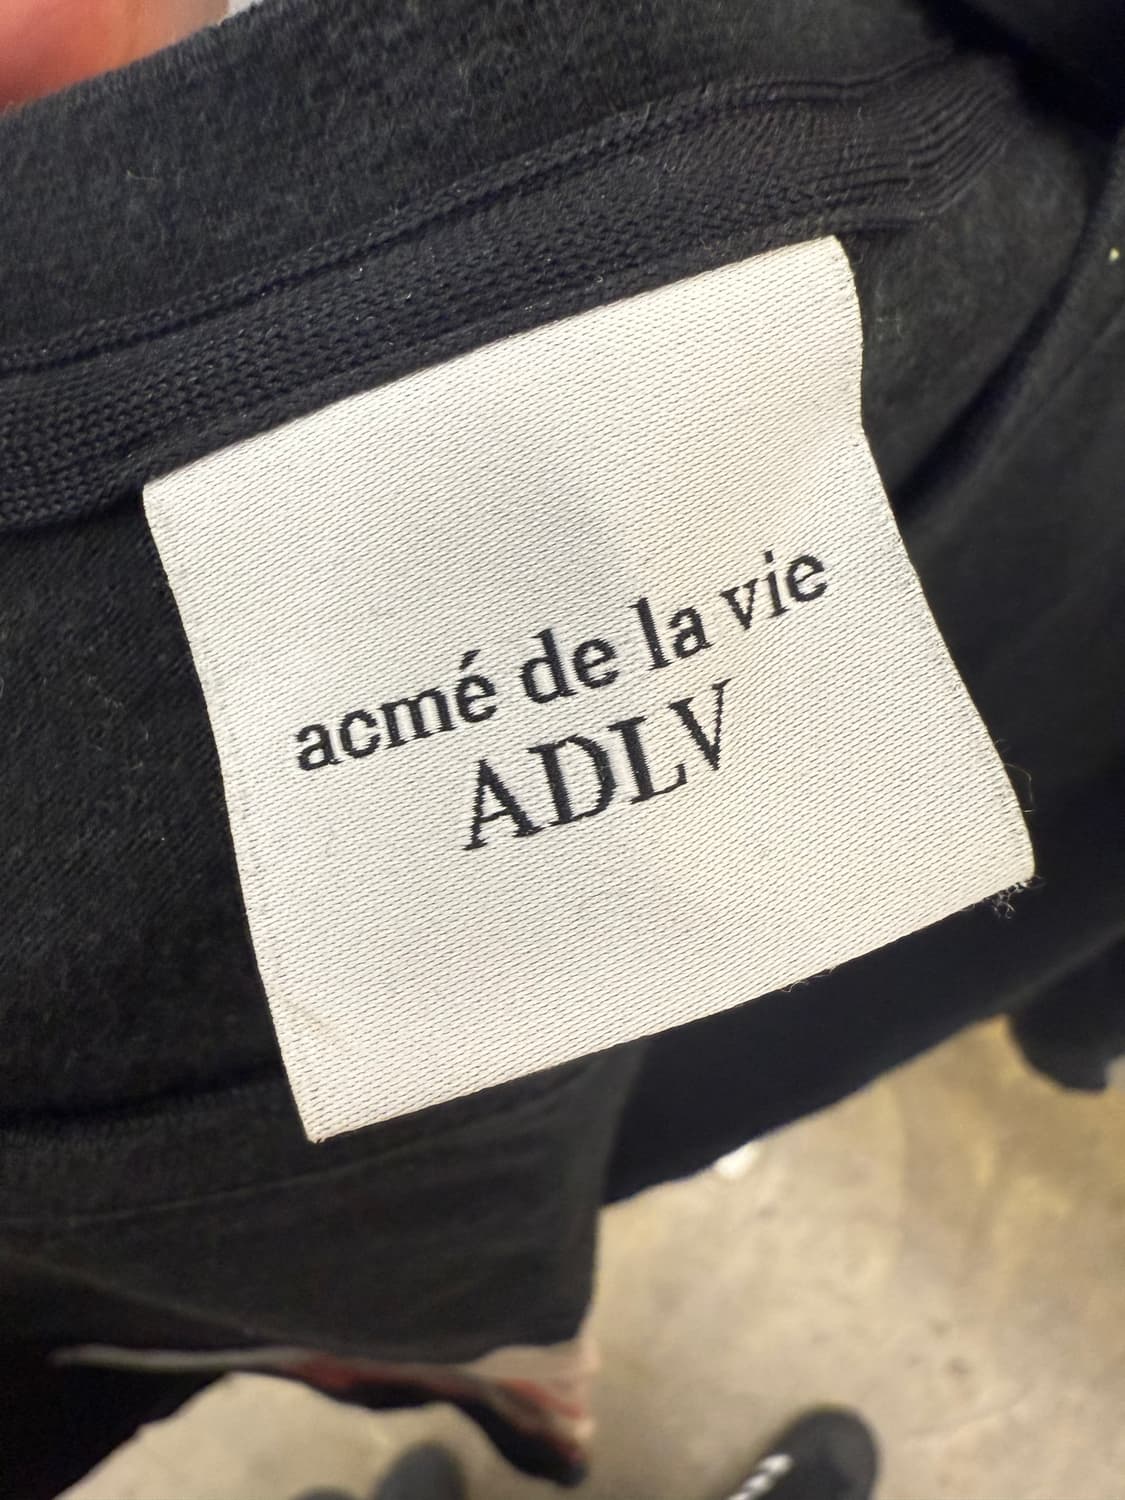 acmé de la vie
ADLV